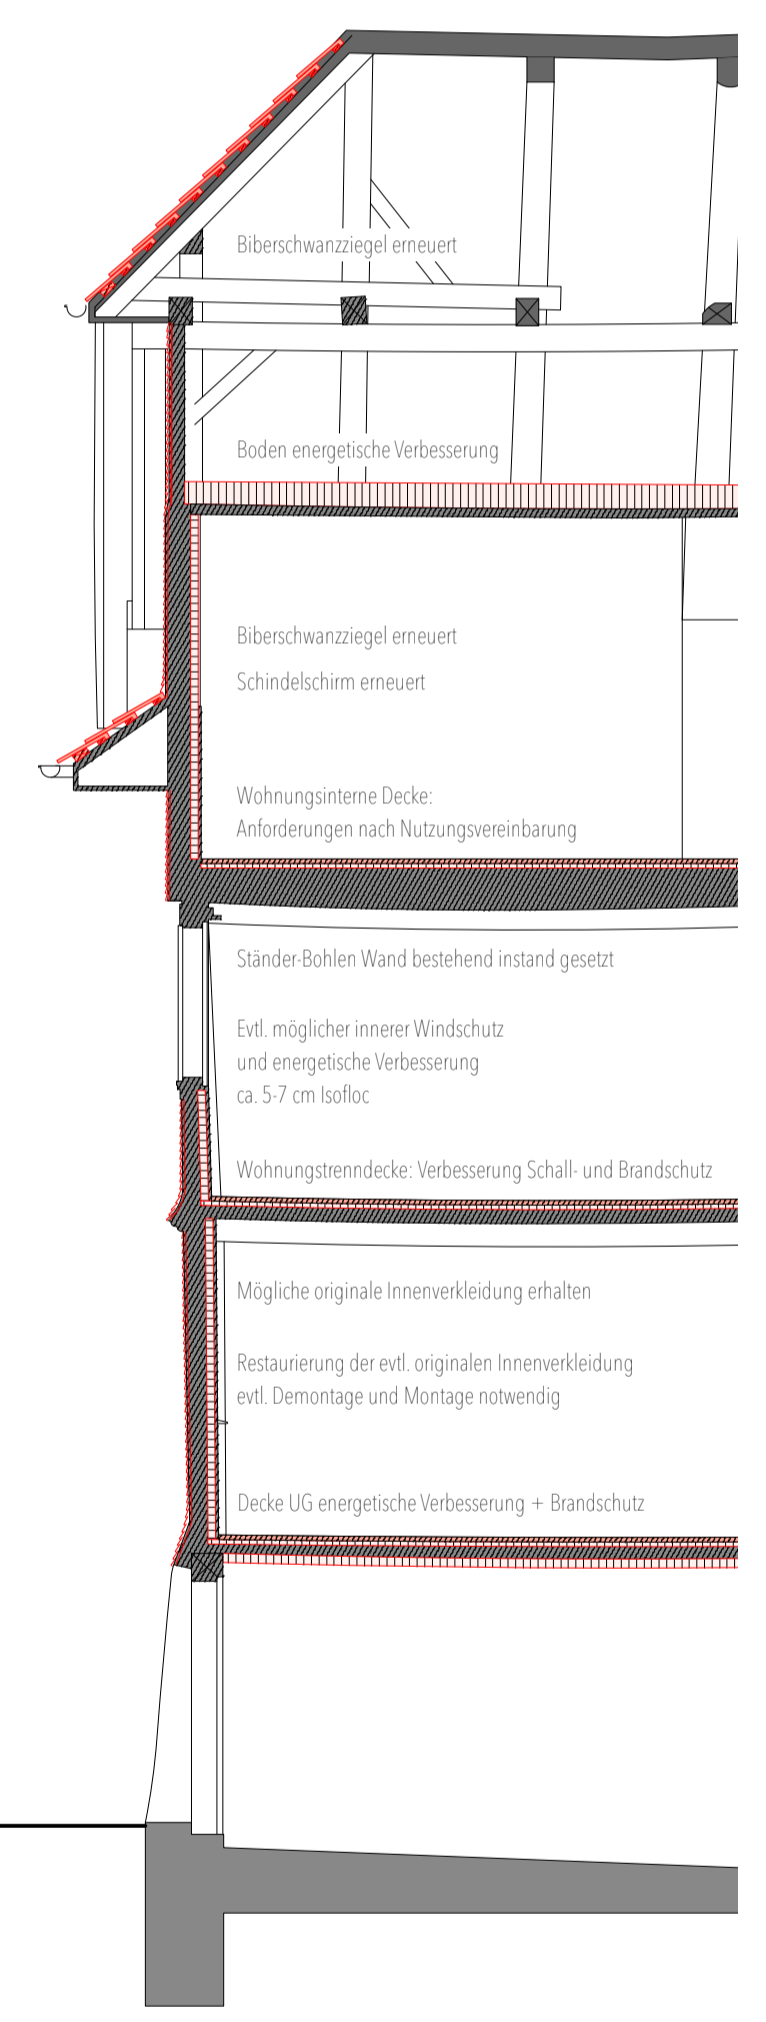 Biberschwanzziegel erneuert
Boden energetische Verbesserung
Biberschwanzziegel erneuert
Schindelschirm erneuert
Wohnungsinterne Decke:
Anforderungen nach Nutzungsvereinbarung
Ständer-Bohlen Wand bestehend instand gesetzt
Evtl. möglicher innerer Windschutz
und energetische Verbesserung
ca. 5-7 cm Isofloc
Wohnungstrenndecke: Verbesserung Schall- und Brandschutz
Mögliche originale Innenverkleidung erhalten
Restaurierung der evtl. originalen Innenverkleidung
evtl. Demontage und Montage notwendig
Decke UG energetische Verbesserung + Brandschutz